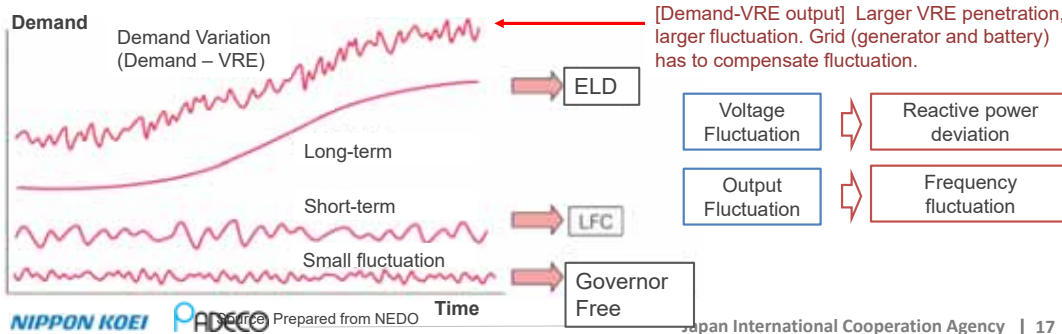 Demand
Demand Variation
(Demand – VRE)
[Demand-VRE output] Larger VRE penetration,
larger fluctuation. Grid (generator and battery)
has to compensate fluctuation.
ELD
Voltage
Fluctuation
Reactive power
deviation
Long-term
Output
Fluctuation
Frequency
fluctuation
Short-term
LFC
Small fluctuation
Governor
Free
Time
NIPPON KOEI
PADECO
Source: Prepared from NEDO
Japan International Cooperation Agency | 17